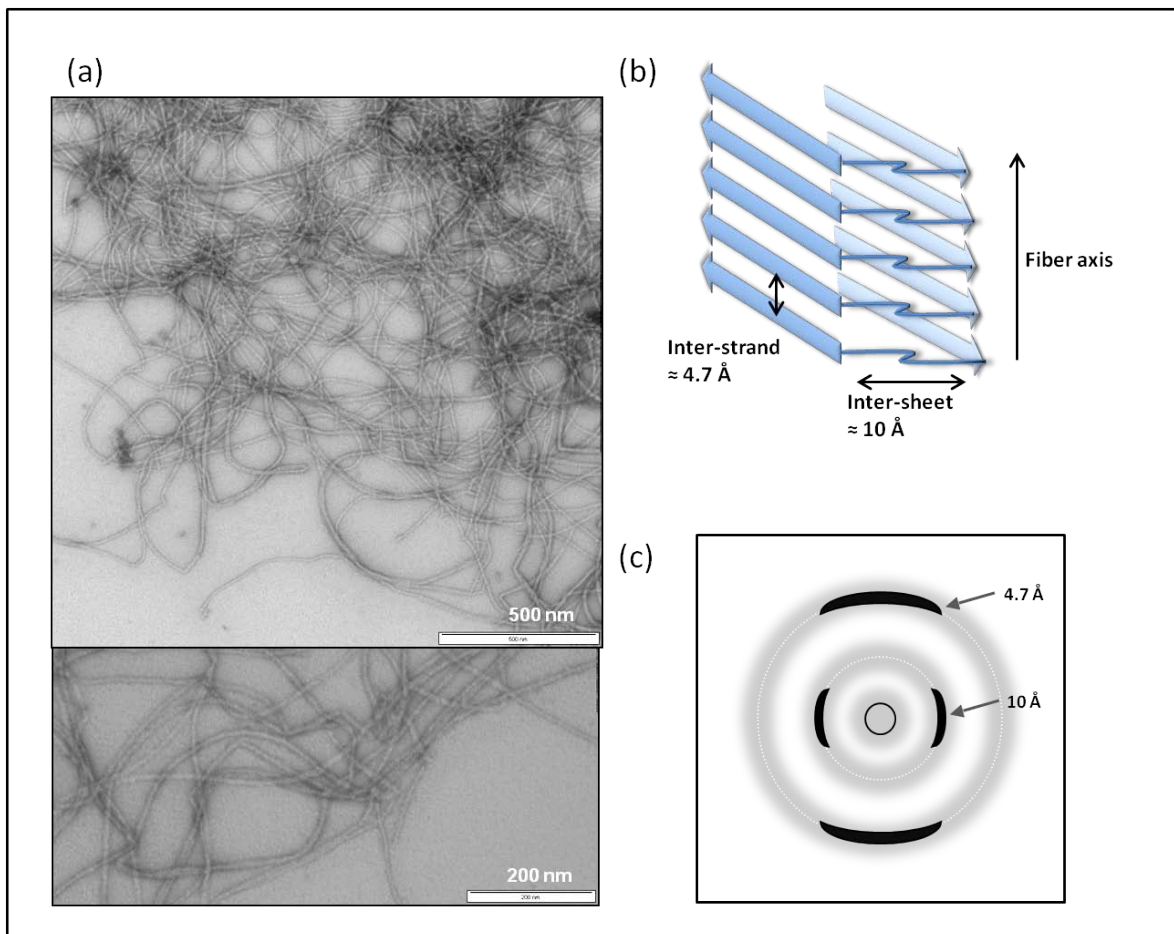 (a)
500 nm
500 nm
200 nm
200 nm
(b)
Fiber axis
Inter-strand
≈ 4.7 Å
Inter-sheet
≈ 10 Å
(c)
4.7 Å
10 Å